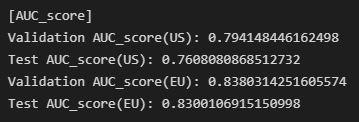 [AUC_score]
Validation AUC_score(US): 0.794148446162498
Test AUC_score(US): 0.7608080868512732
Validation AUC_score(EU): 0.8380314251605574
Test AUC_score(EU): 0.8300106915150998